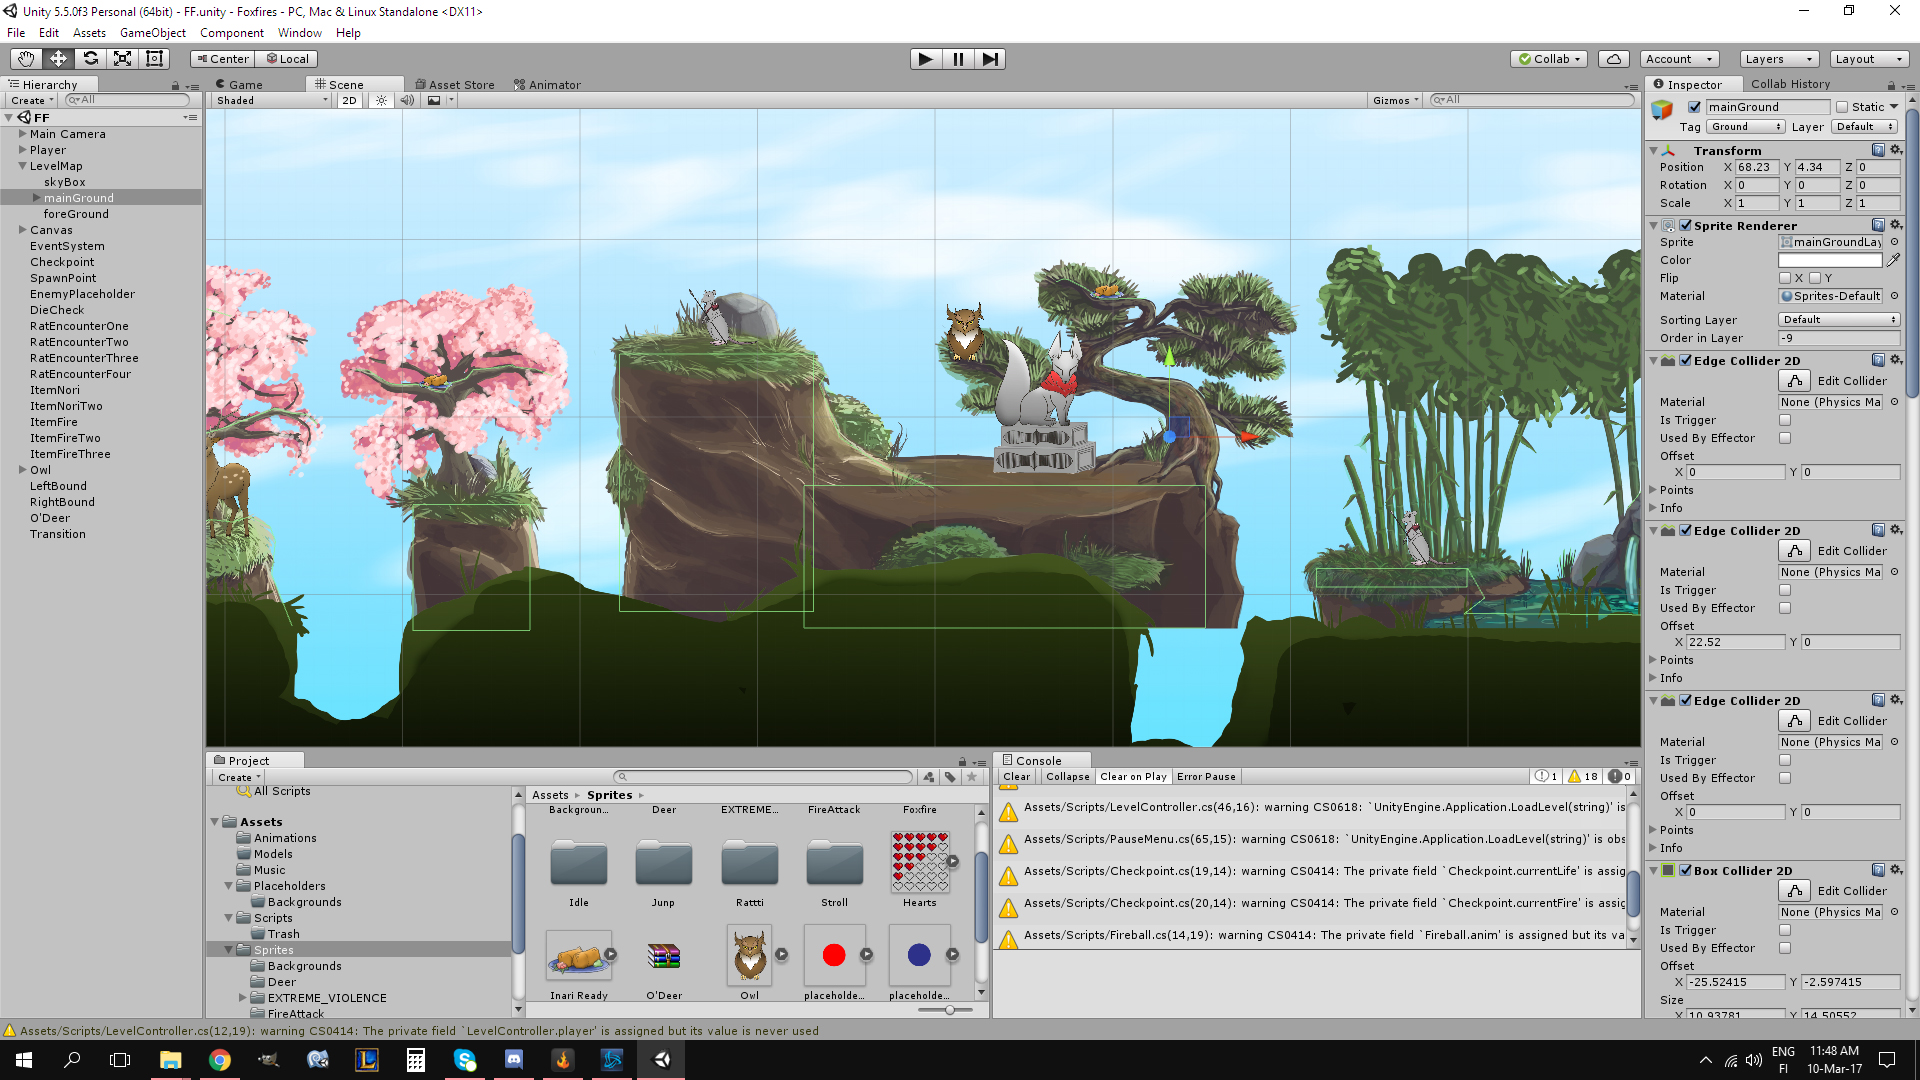 Unity 5.5.0f3 Personal (64bit) - FF.unity - Foxfires - PC, Mac & Linux Standalone <DX11>
File Edit Assets GameObject Component Window Help
Center Local
Collab Account Layers Layout
Hierarchy
Create All
FF
Main Camera
Player
LevelMap
skyBox
mainGround
foreGround
Canvas
EventSystem
Checkpoint
SpawnPoint
EnemyPlaceholder
DieCheck
RatEncounterOne
RatEncounterTwo
RatEncounterThree
RatEncounterFour
ItemNori
ItemNoriTwo
ItemFire
ItemFireTwo
ItemFireThree
Owl
LeftBound
RightBound
O'Deer
Transition
Game Scene Asset Store Animator
Shaded 2D Gizmos All
Inspector Collab History
mainGround Static
Tag Ground Layer Default
Transform
Position X 68.23 Y 4.34 Z 0
Rotation X 0 Y 0 Z 0
Scale X 1 Y 1 Z 1
Sprite Renderer
Sprite mainGroundLay
Color
Flip X Y
Material Sprites-Default
Sorting Layer Default
Order in Layer -9
Edge Collider 2D
Edit Collider
Material None (Physics Ma
Is Trigger
Used By Effector
Offset
X 0 Y 0
Points
Info
Edge Collider 2D
Edit Collider
Material None (Physics Ma
Is Trigger
Used By Effector
Offset
X 22.52 Y 0
Points
Info
Edge Collider 2D
Edit Collider
Material None (Physics Ma
Is Trigger
Used By Effector
Offset
X 0 Y 0
Points
Info
Box Collider 2D
Edit Collider
Material None (Physics Ma
Is Trigger
Used By Effector
Offset
X -25.52415 Y -2.597415
Size
X 10.93781 Y 14.50552
Project
Create
All Scripts
Assets
Animations
Models
Music
Placeholders
Backgrounds
Scripts
Trash
Sprites
Backgrounds
Deer
EXTREME_VIOLENCE
FireAttack
Assets Sprites
Backgroun... Deer EXTREME... FireAttack Foxfire
Idle Junp Rattti Stroll Hearts
Inari Ready O'Deer Owl placeholde... placeholde...
Console
Clear Collapse Clear on Play Error Pause 1 18 0
Assets/Scripts/LevelController.cs(46,16): warning CS0618: `UnityEngine.Application.LoadLevel(string)' is
Assets/Scripts/PauseMenu.cs(65,15): warning CS0618: `UnityEngine.Application.LoadLevel(string)' is obs
Assets/Scripts/Checkpoint.cs(19,14): warning CS0414: The private field `Checkpoint.currentLife' is assig
Assets/Scripts/Checkpoint.cs(20,14): warning CS0414: The private field `Checkpoint.currentFire' is assig
Assets/Scripts/Fireball.cs(14,19): warning CS0414: The private field `Fireball.anim' is assigned but its va
Assets/Scripts/LevelController.cs(12,19): warning CS0414: The private field `LevelController.player' is assigned but its value is never used
ENG
FI
11:48 AM
10-Mar-17